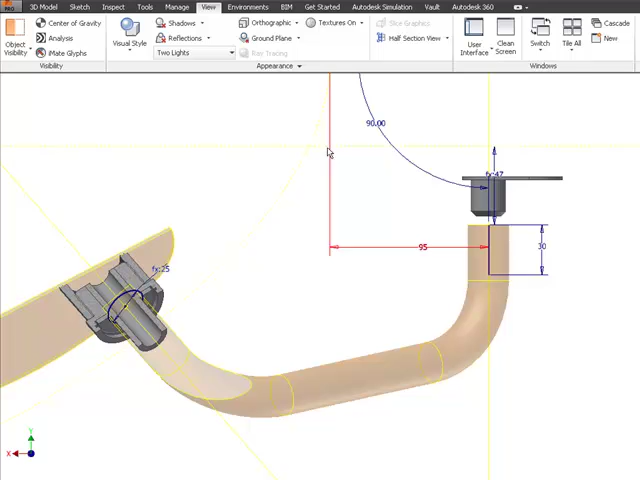 PRO
3D Model Sketch Inspect Tools Manage View Environments BIM Get Started Autodesk Simulation Vault Autodesk 360
Object Visibility
Center of Gravity
Analysis
iMate Glyphs
Visibility
Visual Style
Shadows
Reflections
Two Lights
Orthographic
Ground Plane
Ray Tracing
Textures On
Slice Graphics
Half Section View
Appearance
User Interface
Clean Screen
Switch
Tile All
Cascade
New
Windows
90.00
fx:47
95
30
fx:25
Y
X